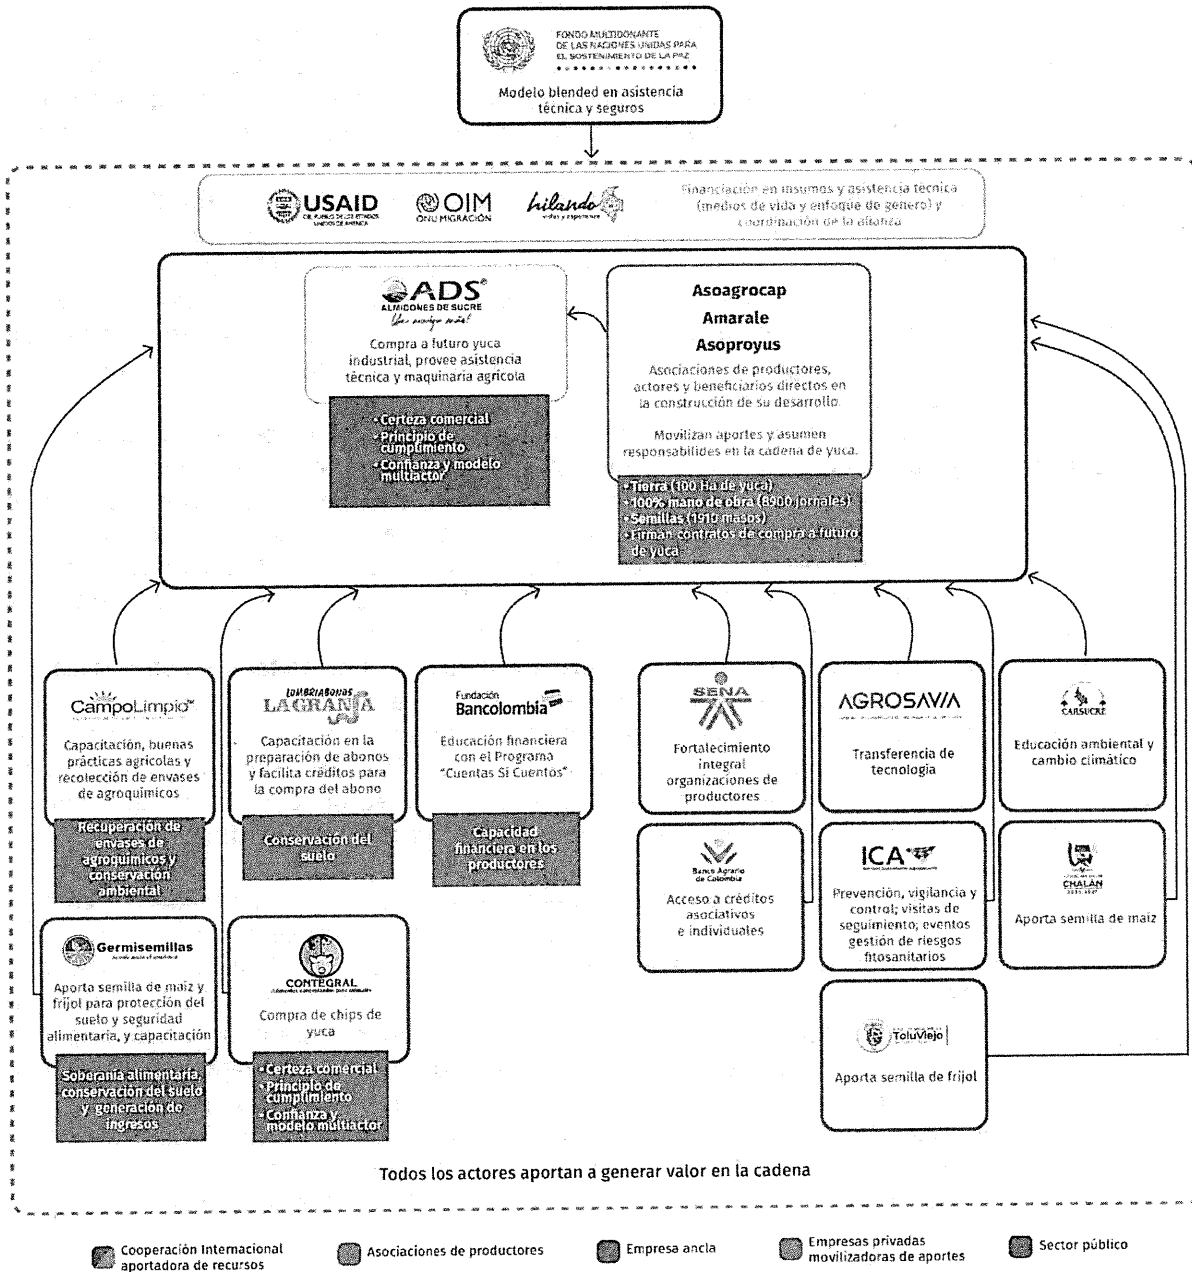 FONDO MULTIDONANTE
DE LAS NACIONES UNIDAS PARA
EL SOSTENIMIENTO DE LA PAZ
Modelo blended en asistencia
técnica y seguros
USAID
DEL PUEBLO DE LOS ESTADOS
UNIDOS DE AMÉRICA
OIM
ONU MIGRACIÓN
hilando
vidas y esperanza
Financiación en insumos y asistencia técnica
(medios de vida y enfoque de género) y
coordinación de la alianza
ADS
ALMIDONES DE SUCRE
Compra a futuro yuca
industrial, provee asistencia
técnica y maquinaria agrícola
• Certeza comercial
• Principio de
cumplimiento
• Confianza y modelo
multiactor
Asoagrocap
Amarale
Asoproyus
Asociaciones de productores,
actores y beneficiarios directos en
la construcción de su desarrollo.
Movilizan aportes y asumen
responsabilides en la cadena de yuca.
• Tierra (100 Ha de yuca)
• 100% mano de obra (8900 jornales)
• Semillas (1910 masos)
• Firman contratos de compra a futuro
de yuca
CampoLimpio
Capacitación, buenas
prácticas agrícolas y
recolección de envases
de agroquímicos
Recuperación de
envases de
agroquímicos y
conservación
ambiental
LOMBRIABONOS
LAGRANJA
Capacitación en la
preparación de abonos
y facilita créditos para
la compra del abono
Conservación del
suelo
Fundación
Bancolombia
Educación financiera
con el Programa
"Cuentas Si Cuentos"
Capacidad
financiera en los
productores
SENA
Fortalecimiento
integral
organizaciones de
productores
AGROSAVIA
Transferencia de
tecnología
CARSUCRE
Educación ambiental y
cambio climático
Banco Agrario
de Colombia
Acceso a créditos
asociativos
e individuales
ICA
Prevención, vigilancia y
control; visitas de
seguimiento; eventos
gestión de riesgos
fitosanitarios
CHALÁN
Aporta semilla de maíz
Germisemillas
Aporta semilla de maíz y
fríjol para protección del
suelo y seguridad
alimentaria, y capacitación
Soberanía alimentaria,
conservación del suelo
y generación de
ingresos
CONTEGRAL
Compra de chips de
yuca
• Certeza comercial
• Principio de
cumplimiento
• Confianza y
modelo multiactor
ToluViejo
Aporta semilla de fríjol
Todos los actores aportan a generar valor en la cadena
Cooperación Internacional
aportadora de recursos
Asociaciones de productores
Empresa ancla
Empresas privadas
movilizadoras de aportes
Sector público